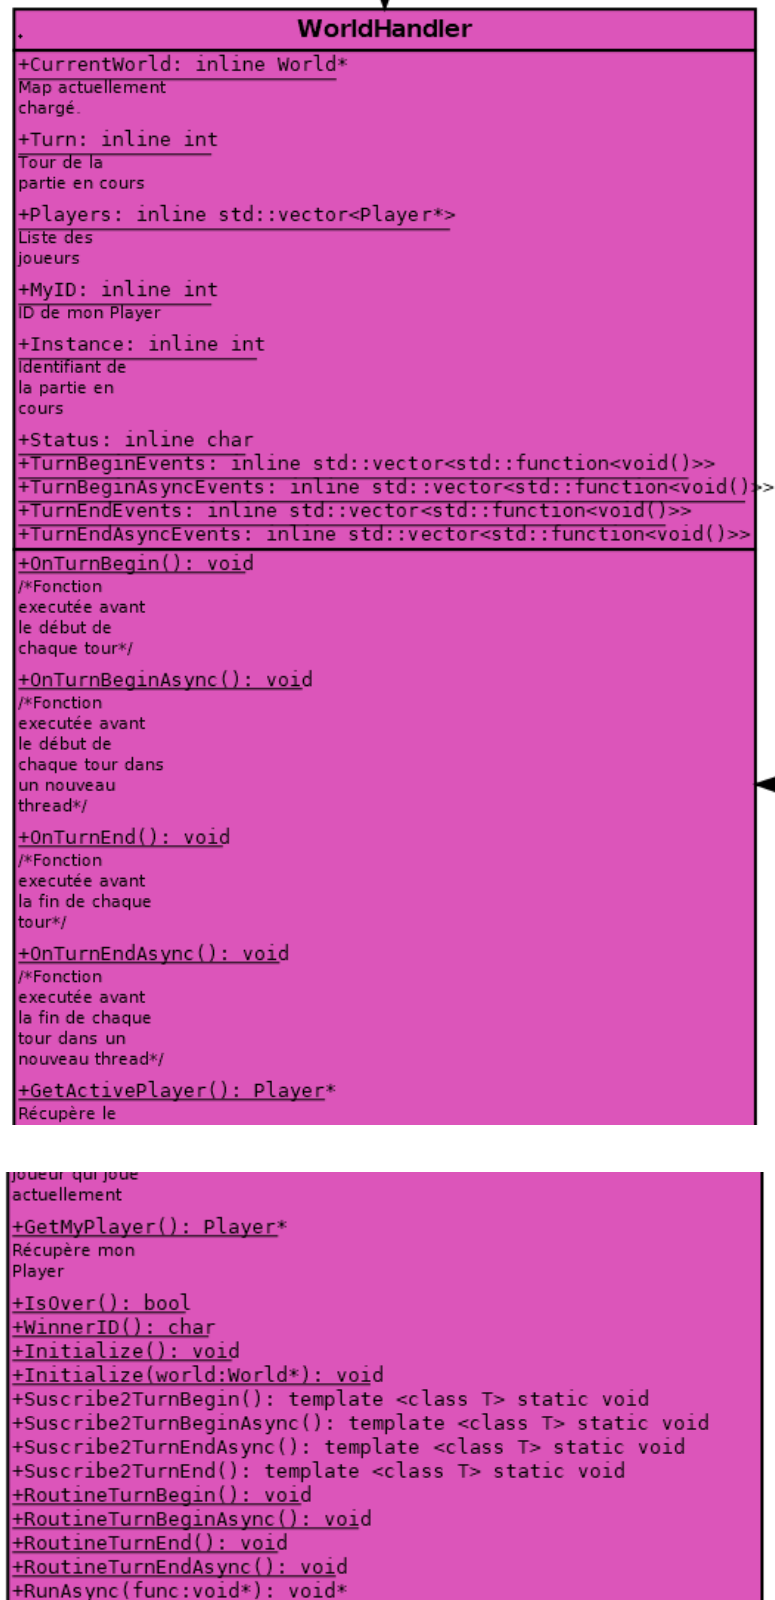 WorldHandler
+CurrentWorld: inline World*
Map actuellement
chargé.
+Turn: inline int
Tour de la
partie en cours
+Players: inline std::vector<Player*>
Liste des
joueurs
+MyID: inline int
ID de mon Player
+Instance: inline int
Identifiant de
la partie en
cours
+Status: inline char
+TurnBeginEvents: inline std::vector<std::function<void()>>
+TurnBeginAsyncEvents: inline std::vector<std::function<void()>>
+TurnEndEvents: inline std::vector<std::function<void()>>
+TurnEndAsyncEvents: inline std::vector<std::function<void()>>
+OnTurnBegin(): void
/*Fonction
executée avant
le début de
chaque tour*/
+OnTurnBeginAsync(): void
/*Fonction
executée avant
le début de
chaque tour dans
un nouveau
thread*/
+OnTurnEnd(): void
/*Fonction
executée avant
la fin de chaque
tour*/
+OnTurnEndAsync(): void
/*Fonction
executée avant
la fin de chaque
tour dans un
nouveau thread*/
+GetActivePlayer(): Player*
Récupère le
joueur qui joue
actuellement
+GetMyPlayer(): Player*
Récupère mon
Player
+IsOver(): bool
+WinnerID(): char
+Initialize(): void
+Initialize(world:World*): void
+Suscribe2TurnBegin(): template <class T> static void
+Suscribe2TurnBeginAsync(): template <class T> static void
+Suscribe2TurnEndAsync(): template <class T> static void
+Suscribe2TurnEnd(): template <class T> static void
+RoutineTurnBegin(): void
+RoutineTurnBeginAsync(): void
+RoutineTurnEnd(): void
+RoutineTurnEndAsync(): void
+RunAsync(func:void*): void*